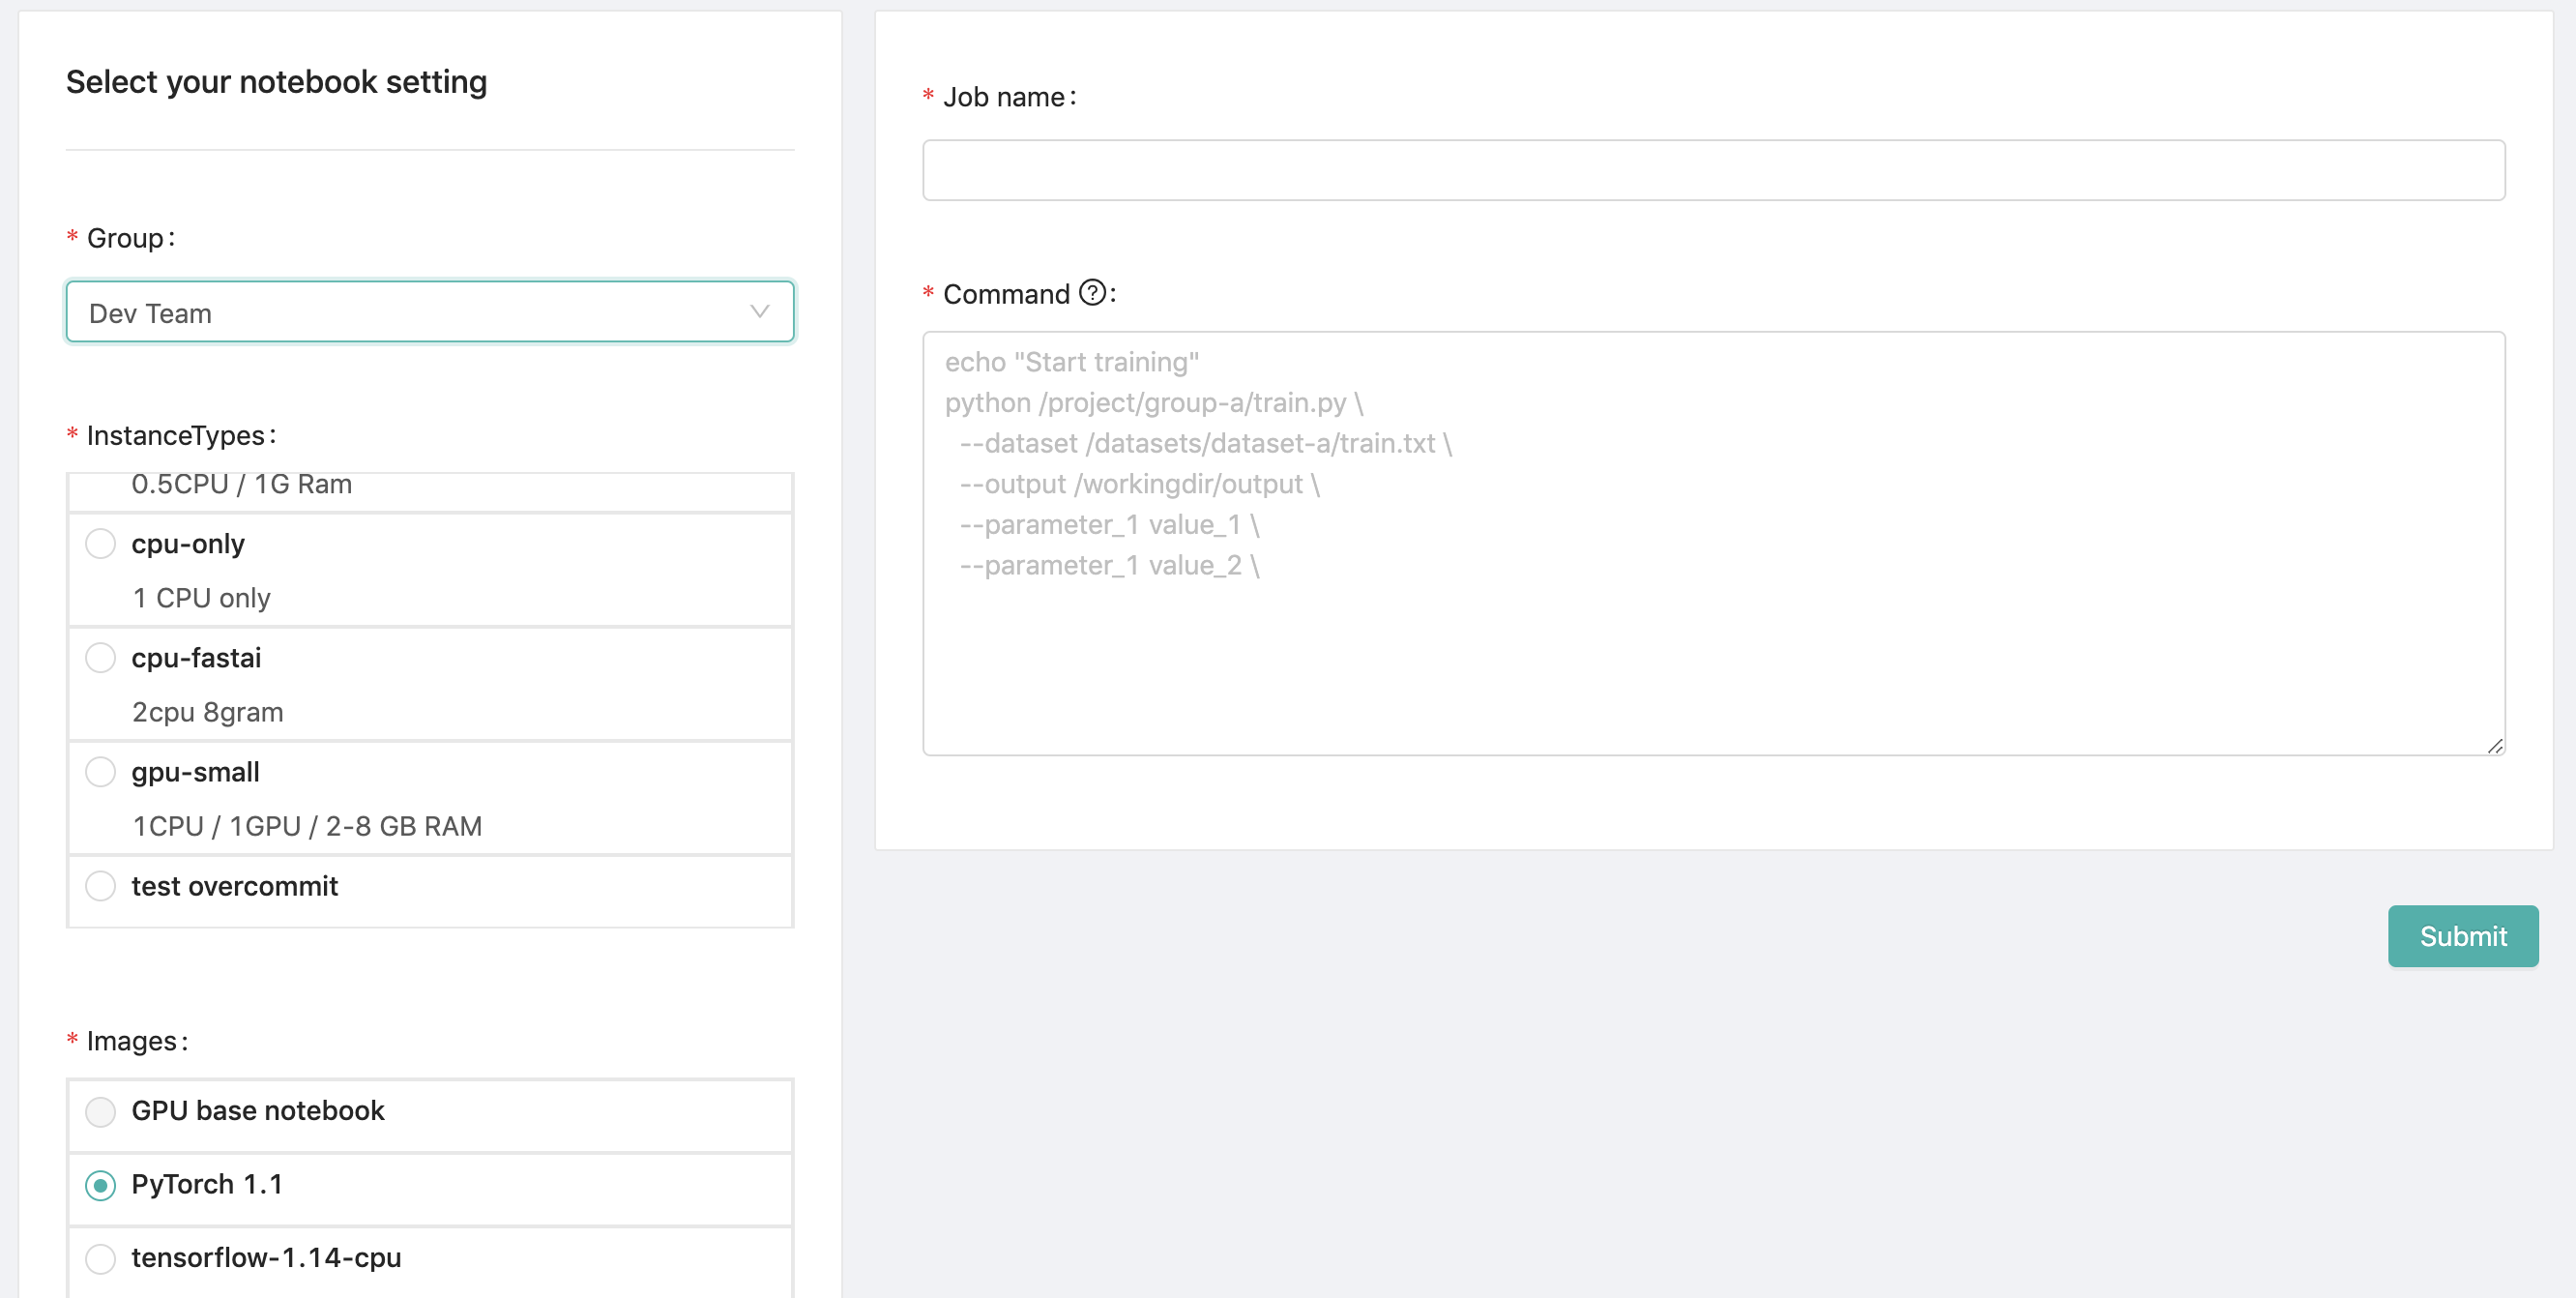 Select your notebook setting
* Group:
Dev Team
* InstanceTypes:
0.5CPU / 1G Ram
cpu-only
1 CPU only
cpu-fastai
2cpu 8gram
gpu-small
1CPU / 1GPU / 2-8 GB RAM
test overcommit
* Images:
GPU base notebook
PyTorch 1.1
tensorflow-1.14-cpu
* Job name:
* Command ?:
echo "Start training"
python /project/group-a/train.py \
--dataset /datasets/dataset-a/train.txt \
--output /workingdir/output \
--parameter_1 value_1 \
--parameter_1 value_2 \
Submit